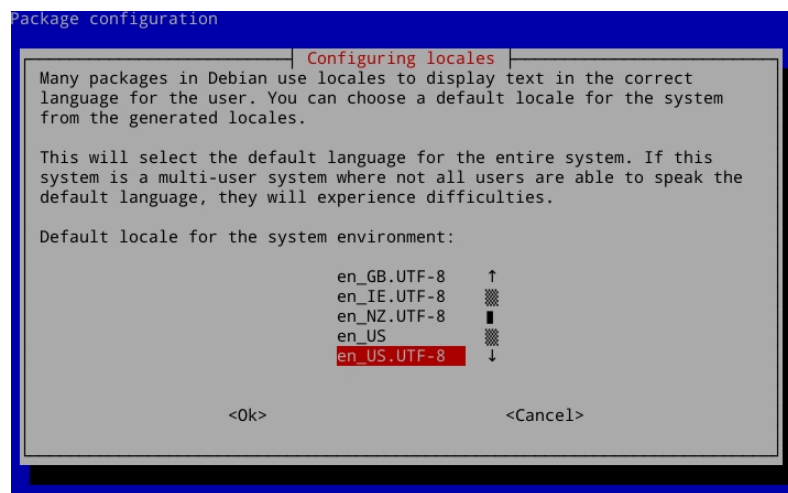 Package configuration
Configuring locales
Many packages in Debian use locales to display text in the correct
language for the user. You can choose a default locale for the system
from the generated locales.
This will select the default language for the entire system. If this
system is a multi-user system where not all users are able to speak the
default language, they will experience difficulties.
Default locale for the system environment:
en_GB.UTF-8
en_IE.UTF-8
en_NZ.UTF-8
en_US
en_US.UTF-8
<Ok> <Cancel>